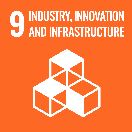 9 INDUSTRY, INNOVATION
AND INFRASTRUCTURE